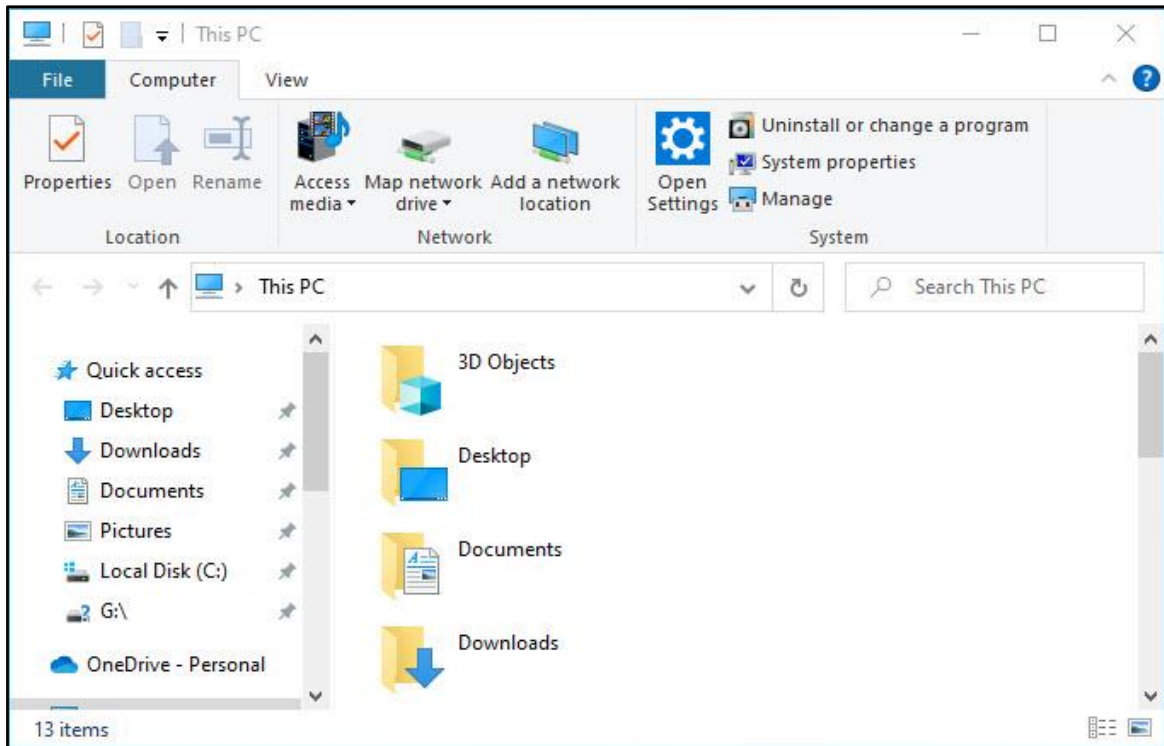 This PC
File Computer View
Properties Open Rename Access media Map network drive Add a network location Open Settings
Uninstall or change a program
System properties
Manage
Location Network System
This PC Search This PC
Quick access
Desktop
Downloads
Documents
Pictures
Local Disk (C:)
G:\
OneDrive - Personal
3D Objects
Desktop
Documents
Downloads
13 items